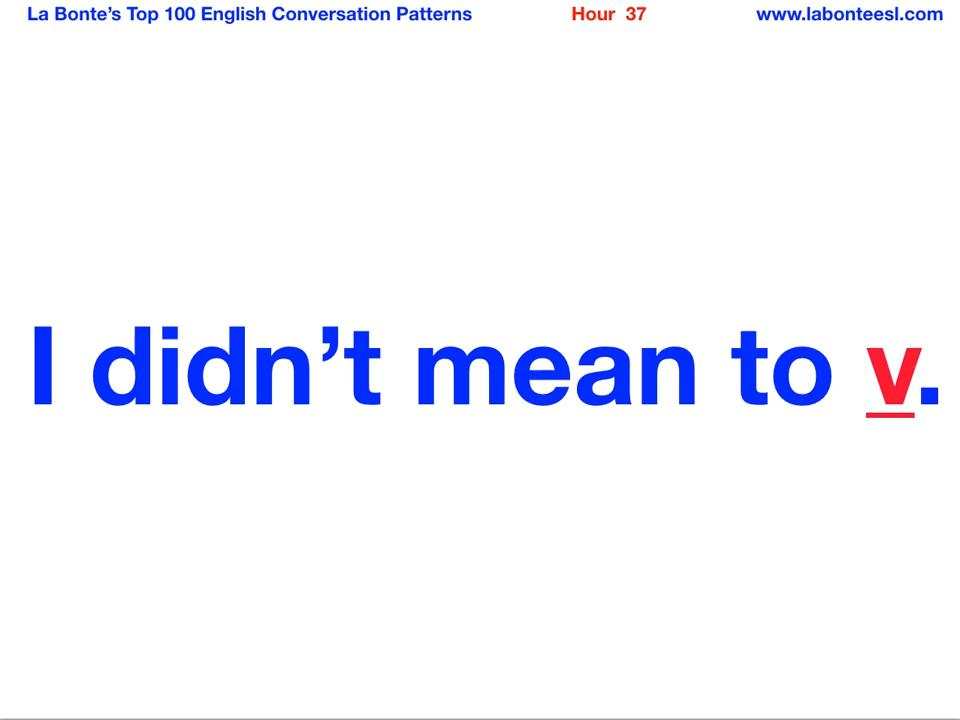 La Bonte’s Top 100 English Conversation Patterns Hour 37 www.labonteesl.com
I didn’t mean to v.